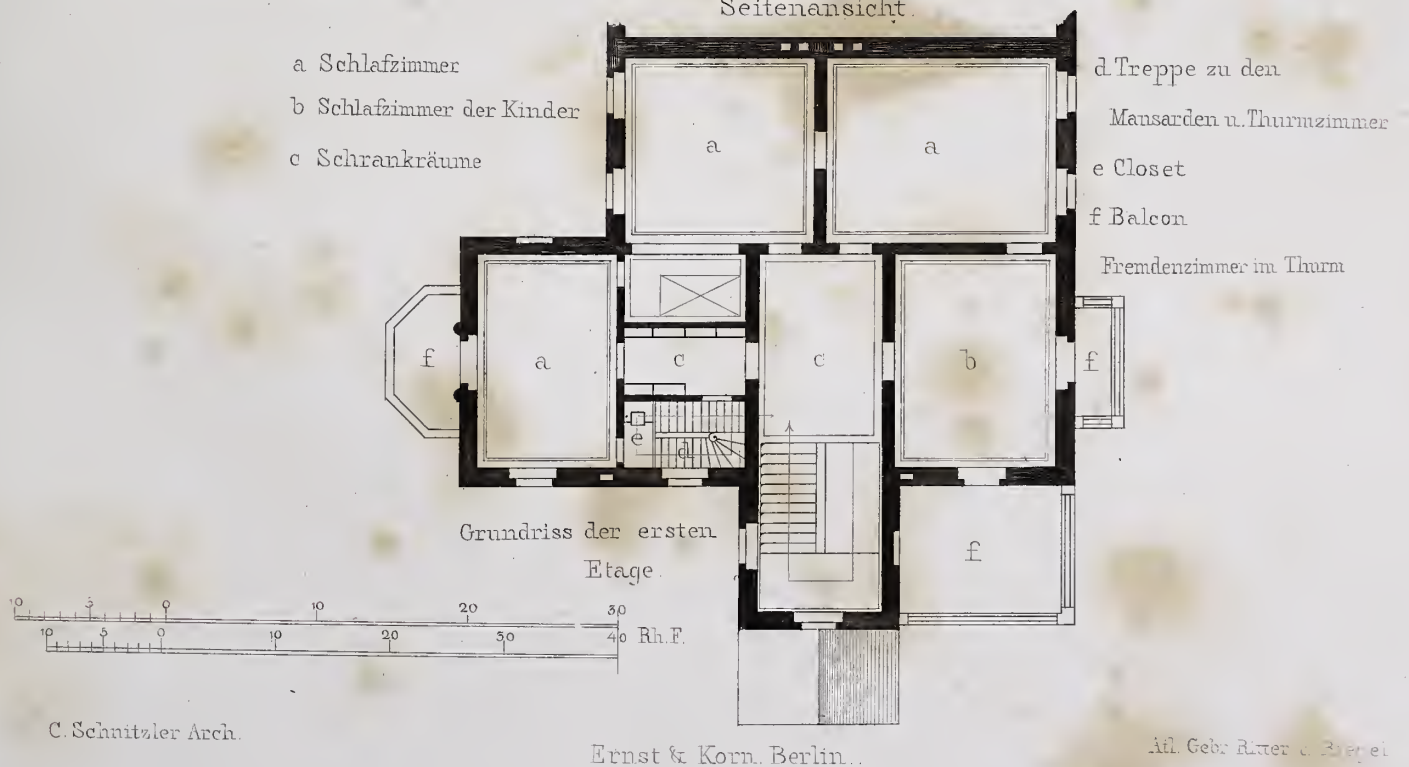 Seitenansicht.
a Schlafzimmer
b Schlafzimmer der Kinder
c Schrankräume
d Treppe zu den
Mansarden u. Thurmzimmer
e Closet
f Balcon
Fremdenzimmer im Thurm
a
a
a
c
c
b
f
f
e
d
f
Grundriss der ersten
Etage.
10 5 0 10 20 30
10 5 0 10 20 30 40 Rh. F.
C. Schnitzler Arch.
Ernst & Korn. Berlin.
Gebr Ritter